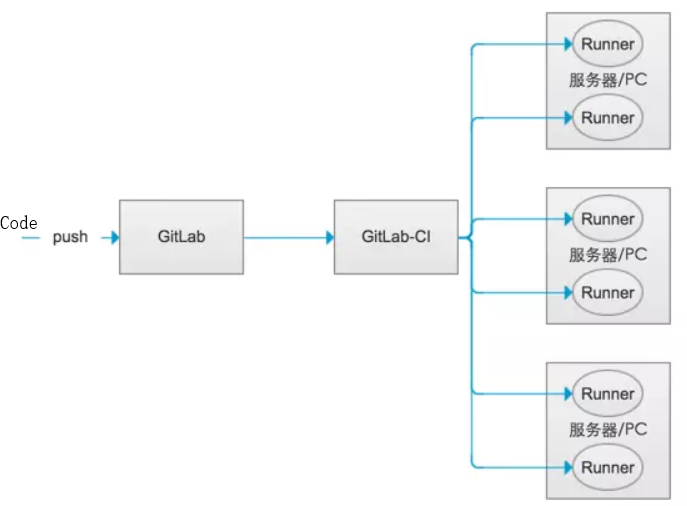 Code
push
GitLab
GitLab-CI
Runner
服务器/PC
Runner
Runner
服务器/PC
Runner
Runner
服务器/PC
Runner